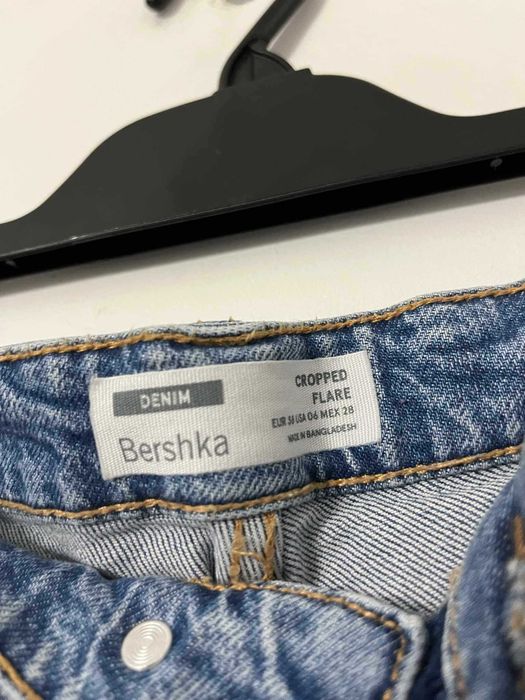 DENIM
Bershka
CROPPED
FLARE
EUR 38 USA 06 MEX 28
MADE IN BANGLADESH